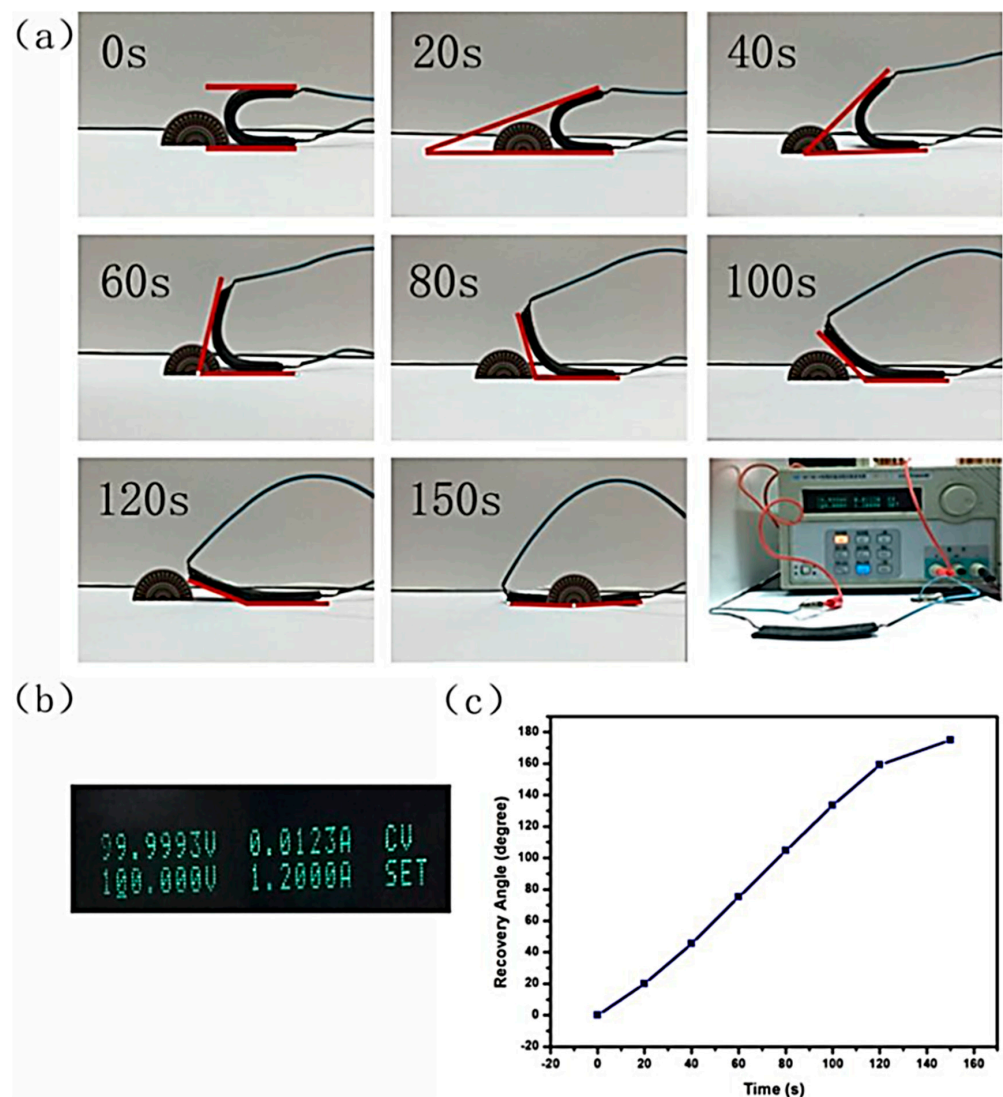 (a)
0s
20s
40s
60s
80s
100s
120s
150s
(b)
99.9993V 0.0123A CV
100.000V 1.2000A SET
(c)
180
160
140
120
100
80
60
40
20
0
-20
Recovery Angle (degree)
-20 0 20 40 60 80 100 120 140 160
Time (s)